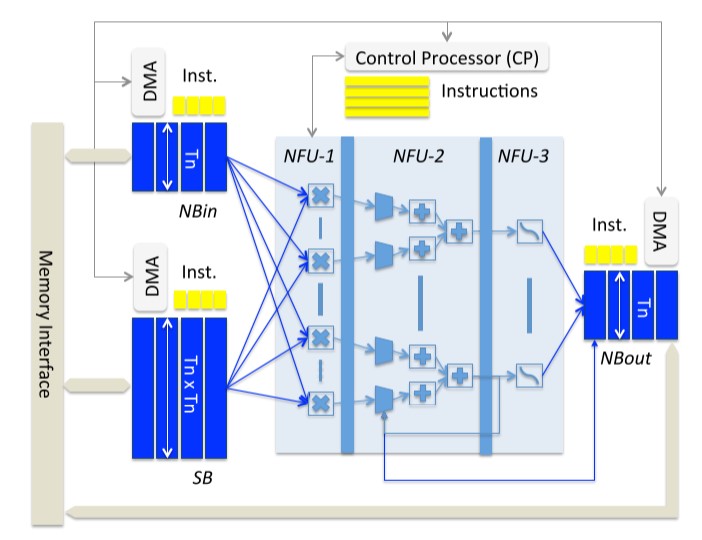 Control Processor (CP)
DMA
Inst.
Instructions
Tn
NFU-1
NFU-2
NFU-3
NBin
Memory Interface
DMA
Inst.
Tn x Tn
SB
Inst.
DMA
Tn
NBout